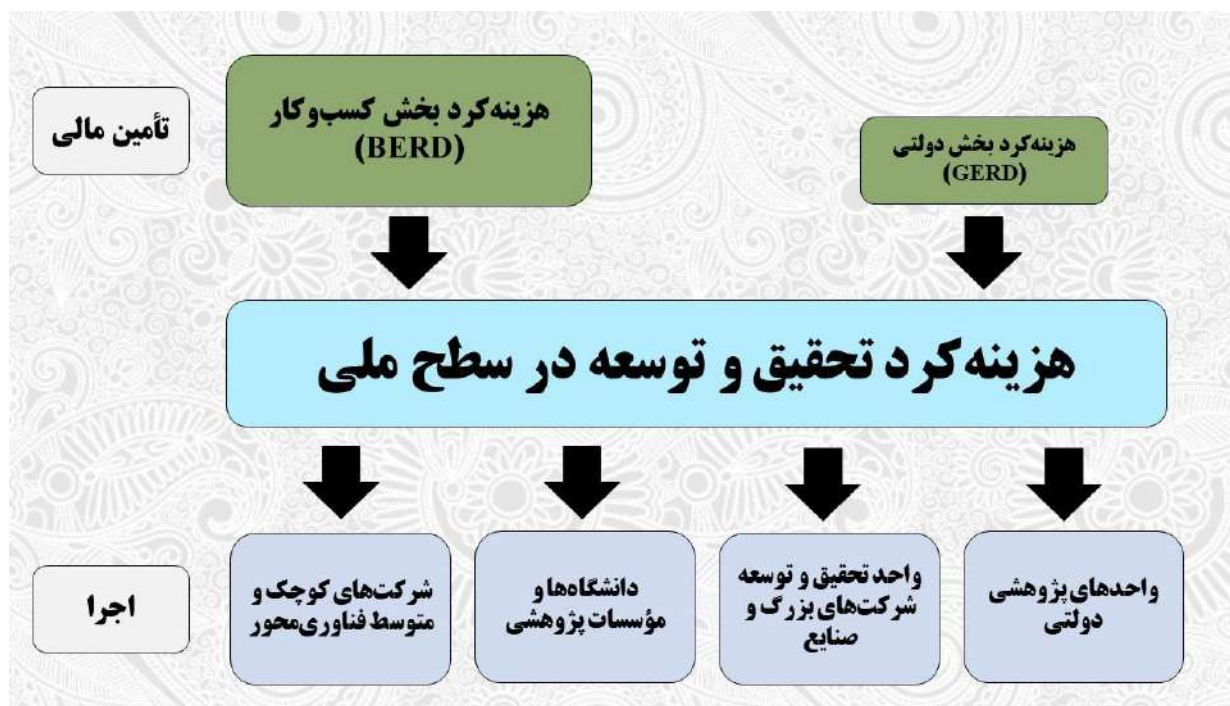 تأمین مالی
هزینه‌کرد بخش دولتی
(GERD)
هزینه‌کرد بخش کسب‌وکار
(BERD)
هزینه‌کرد تحقیق و توسعه در سطح ملی
واحدهای پژوهشی
دولتی
واحد تحقیق و توسعه
شرکت‌های بزرگ و
صنایع
دانشگاه‌ها و
مؤسسات پژوهشی
شرکت‌های کوچک و
متوسط فناوری‌محور
اجرا